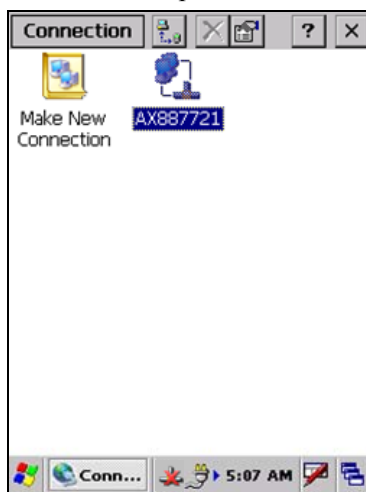 Connection ? ×
Make New
Connection
AX887721
Conn... 5:07 AM